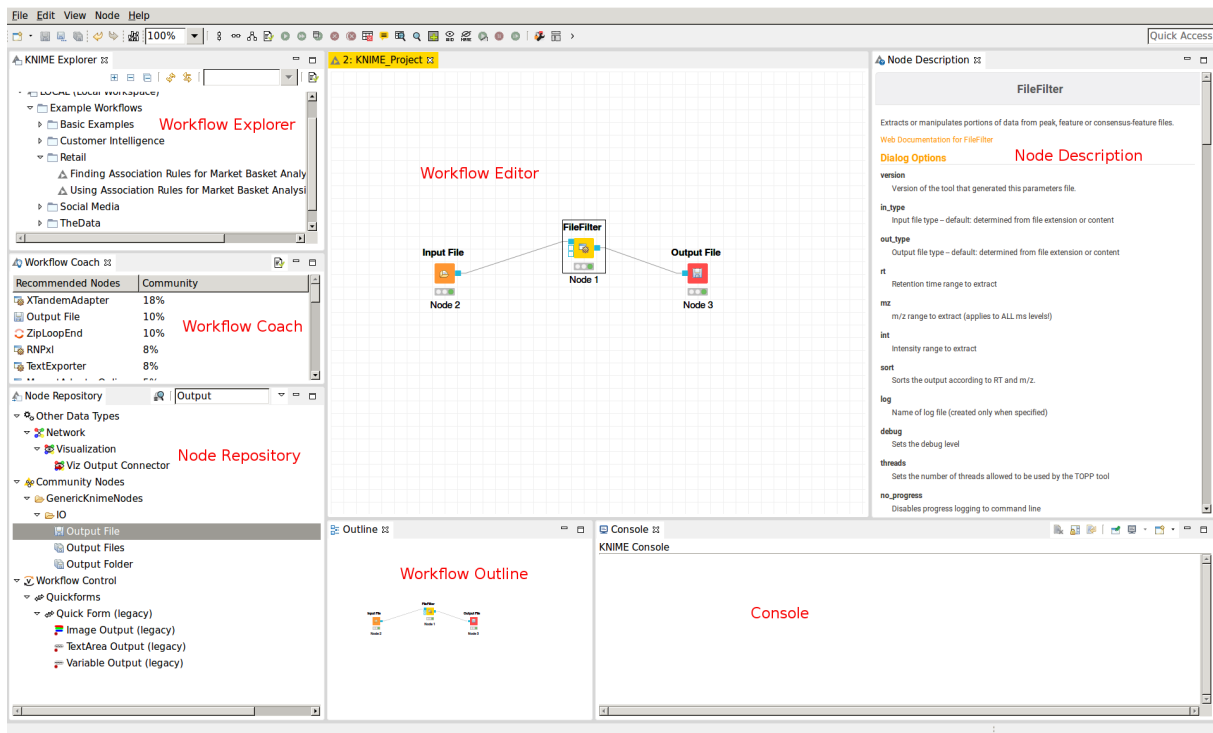 File Edit View Node Help
100%
Quick Access
KNIME Explorer
LOCAL (Local Workspace)
Example Workflows
Basic Examples
Workflow Explorer
Customer Intelligence
Retail
Finding Association Rules for Market Basket Analy
Using Association Rules for Market Basket Analysi
Social Media
TheData
Workflow Coach
Recommended Nodes Community
XTandemAdapter 18%
Output File 10%
Workflow Coach
ZipLoopEnd 10%
RNPxl 8%
TextExporter 8%
Node Repository Output
Other Data Types
Network
Visualization
Node Repository
Viz Output Connector
Community Nodes
GenericKnimeNodes
IO
Output File
Output Files
Output Folder
Workflow Control
Quickforms
Quick Form (legacy)
Image Output (legacy)
TextArea Output (legacy)
Variable Output (legacy)
2: KNIME_Project
Workflow Editor
Input File
Node 2
FileFilter
Node 1
Output File
Node 3
Outline
Workflow Outline
Input File
Node 2
FileFilter
Node 1
Output File
Node 3
Console
KNIME Console
Console
Node Description
FileFilter
Extracts or manipulates portions of data from peak, feature or consensus-feature files.
Web Documentation for FileFilter
Node Description
Dialog Options
version
Version of the tool that generated this parameters file.
in_type
Input file type – default: determined from file extension or content
out_type
Output file type – default: determined from file extension or content
rt
Retention time range to extract
mz
m/z range to extract (applies to ALL ms levels!)
int
Intensity range to extract
sort
Sorts the output according to RT and m/z.
log
Name of log file (created only when specified)
debug
Sets the debug level
threads
Sets the number of threads allowed to be used by the TOPP tool
no_progress
Disables progress logging to command line